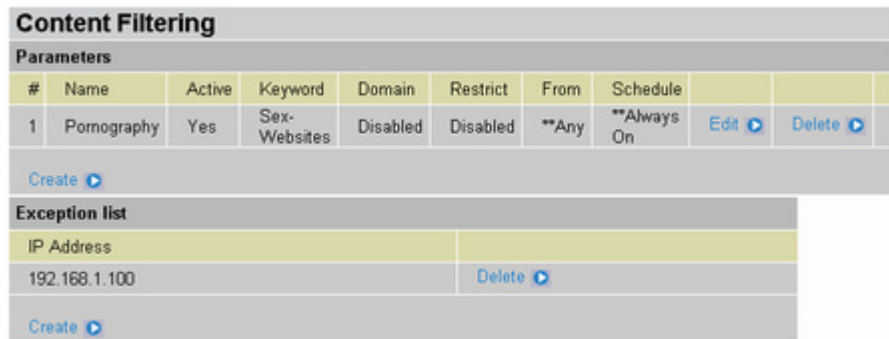 Content Filtering
Parameters
# Name Active Keyword Domain Restrict From Schedule
1 Pornography Yes Sex-Websites Disabled Disabled **Any **Always On Edit Delete
Create
Exception list
IP Address
192.168.1.100 Delete
Create